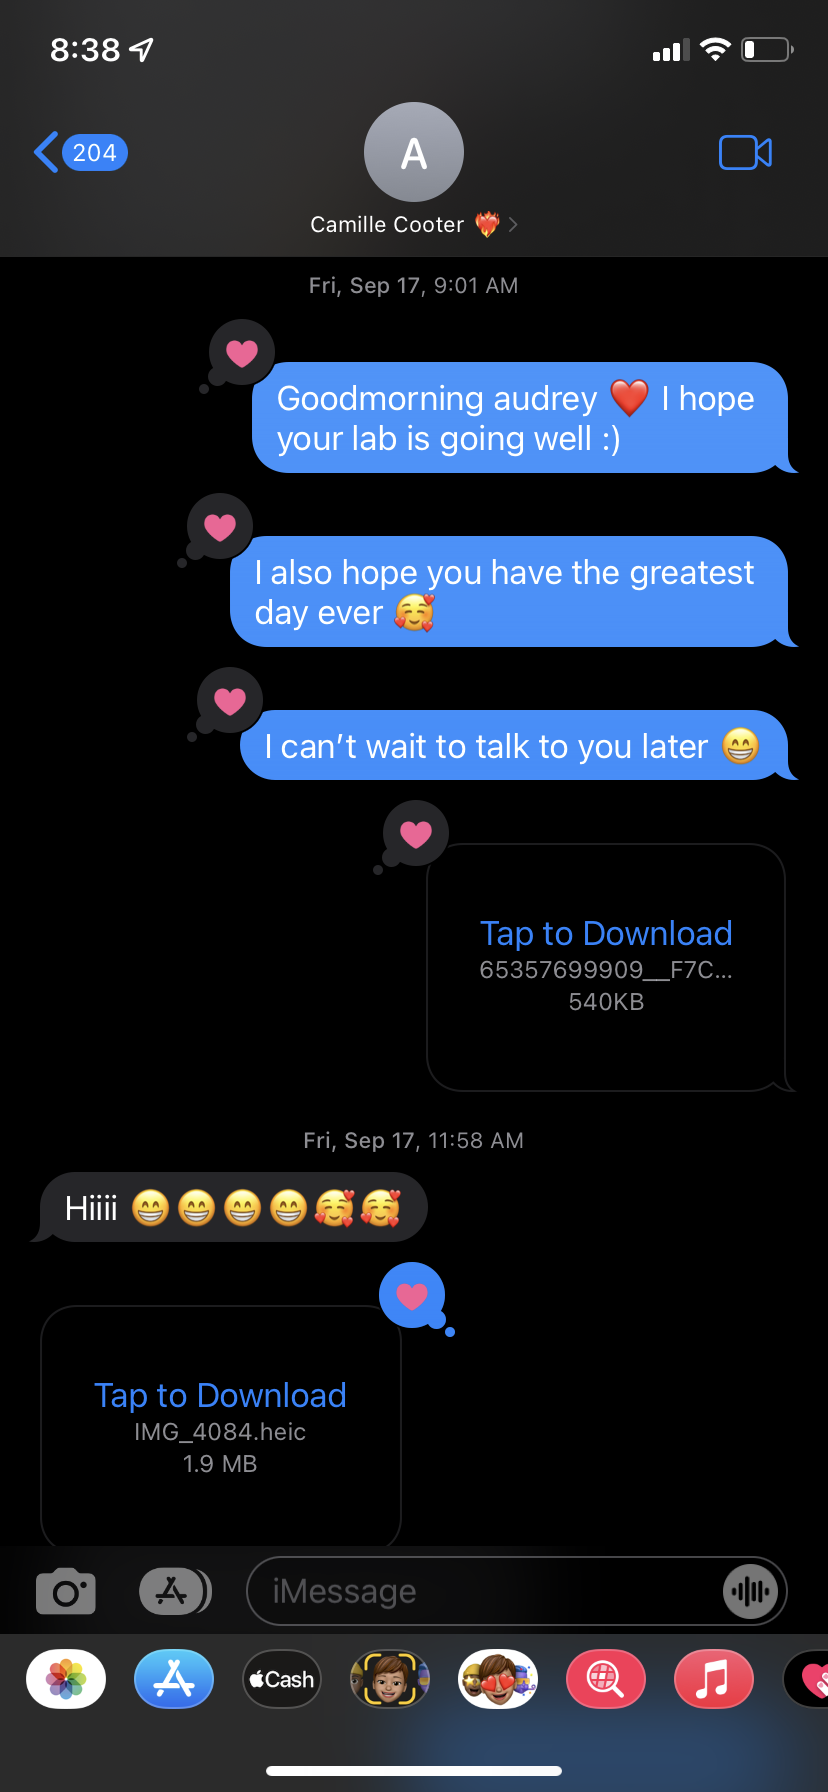 8:38
204
A
Camille Cooter ❤️‍🔥
Fri, Sep 17, 9:01 AM
Goodmorning audrey ❤️ I hope
your lab is going well :)
I also hope you have the greatest
day ever 🥰
I can't wait to talk to you later 😁
Tap to Download
65357699909__F7C...
540KB
Fri, Sep 17, 11:58 AM
Hiiii 😁😁😁😁🥰🥰
Tap to Download
IMG_4084.heic
1.9 MB
iMessage
Cash